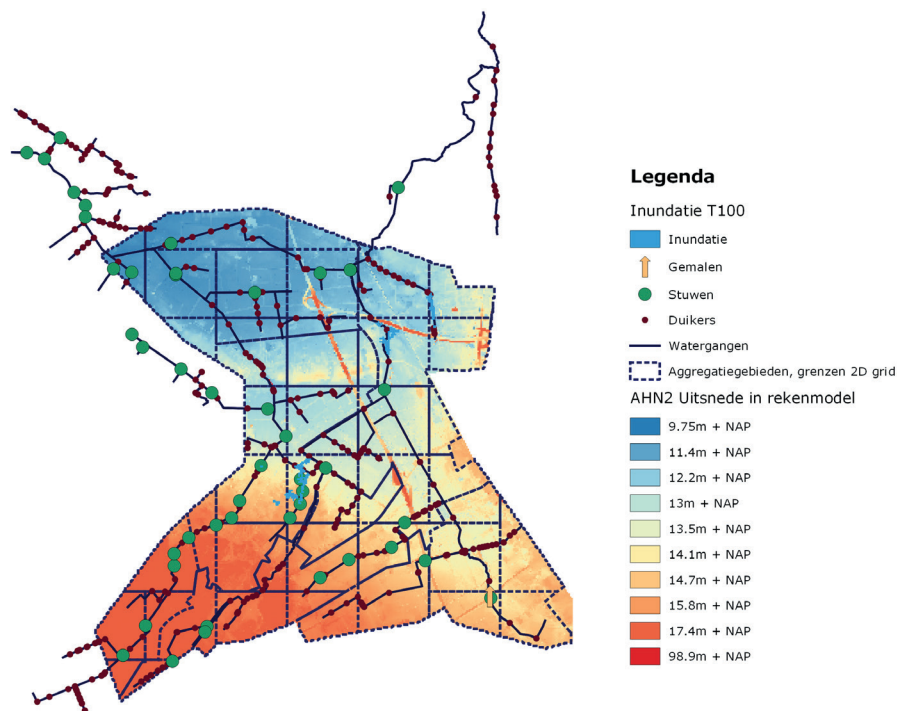 Legenda
Inundatie T100
Inundatie
Gemalen
Stuwen
Duikers
Watergangen
Aggregatiegebieden, grenzen 2D grid
AHN2 Uitsnede in rekenmodel
9.75m + NAP
11.4m + NAP
12.2m + NAP
13m + NAP
13.5m + NAP
14.1m + NAP
14.7m + NAP
15.8m + NAP
17.4m + NAP
98.9m + NAP